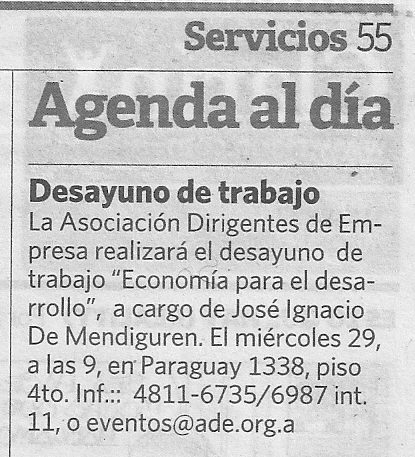 Servicios 55
Agenda al día
Desayuno de trabajo
La Asociación Dirigentes de Em-
presa realizará el desayuno de
trabajo “Economía para el desa-
rrollo”, a cargo de José Ignacio
De Mendiguren. El miércoles 29,
a las 9, en Paraguay 1338, piso
4to. Inf.:: 4811-6735/6987 int.
11, o eventos@ade.org.a